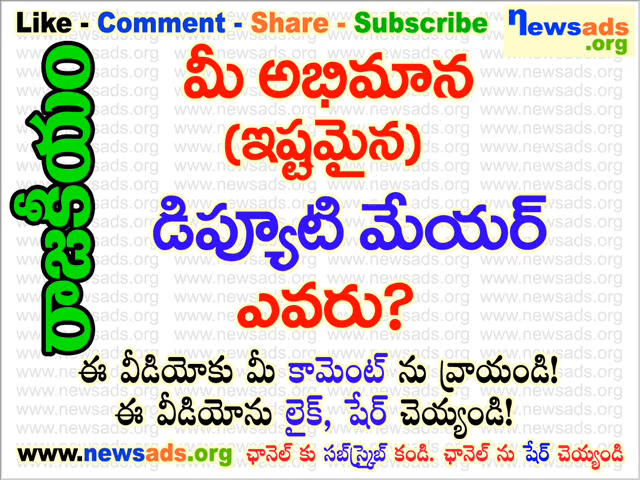 Like - Comment - Share - Subscribe
newsads
.org
రాజకీయం
మీ అభిమాన
(ఇష్టమైన)
డిప్యూటి మేయర్
ఎవరు?
ఈ వీడియోకు మీ కామెంట్ ను వ్రాయండి!
ఈ వీడియోను లైక్, షేర్ చెయ్యండి!
www.newsads.org ఛానెల్ కు సబ్‌స్క్రైబ్ కండి. ఛానెల్ ను షేర్ చెయ్యండి